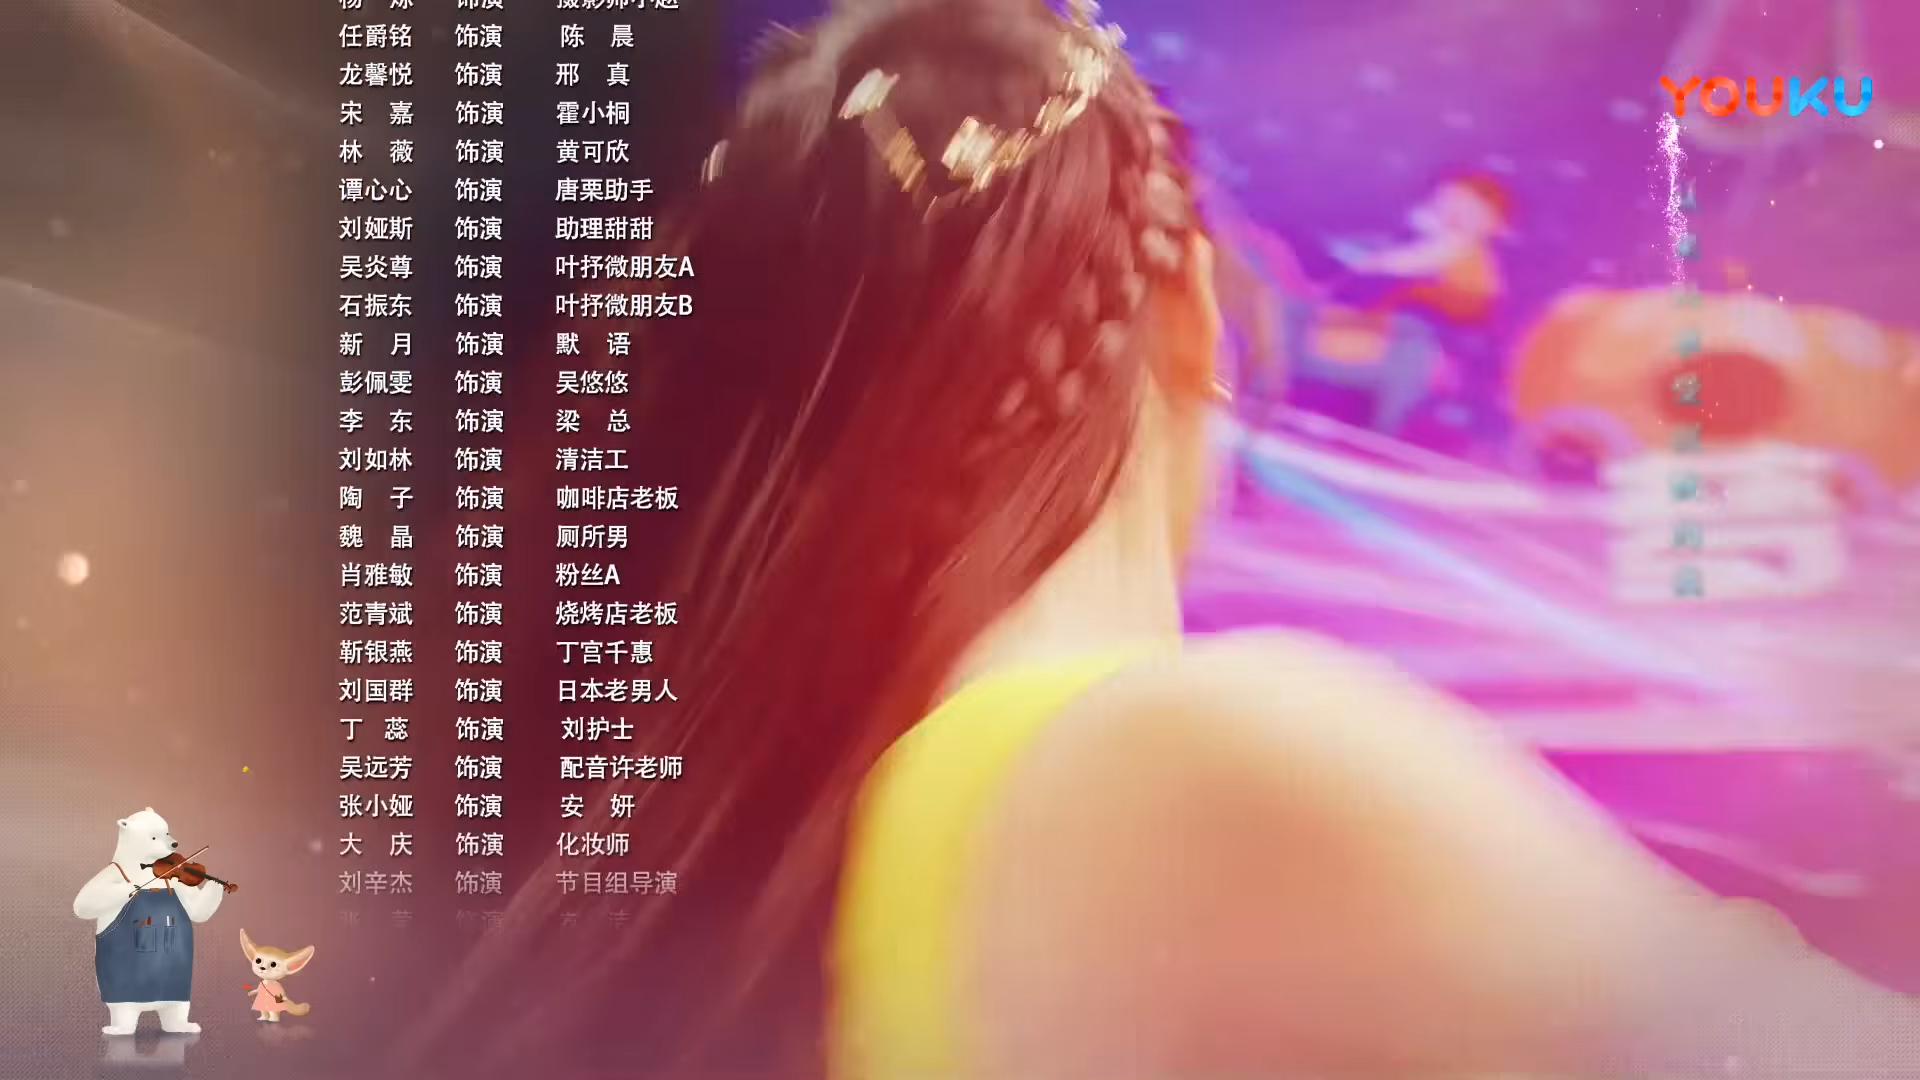 任爵铭 饰演 陈 晨
龙馨悦 饰演 邢 真
宋 嘉 饰演 霍小桐
林 薇 饰演 黄可欣
谭心心 饰演 唐栗助手
刘娅斯 饰演 助理甜甜
吴炎尊 饰演 叶抒微朋友A
石振东 饰演 叶抒微朋友B
新 月 饰演 默 语
彭佩雯 饰演 吴悠悠
李 东 饰演 梁 总
刘如林 饰演 清洁工
陶 子 饰演 咖啡店老板
魏 晶 饰演 厕所男
肖雅敏 饰演 粉丝A
范青斌 饰演 烧烤店老板
靳银燕 饰演 丁宫千惠
刘国群 饰演 日本老男人
丁 蕊 饰演 刘护士
吴远芳 饰演 配音许老师
张小娅 饰演 安 妍
大 庆 饰演 化妆师
刘辛杰 饰演 节目组导演
YOUKU